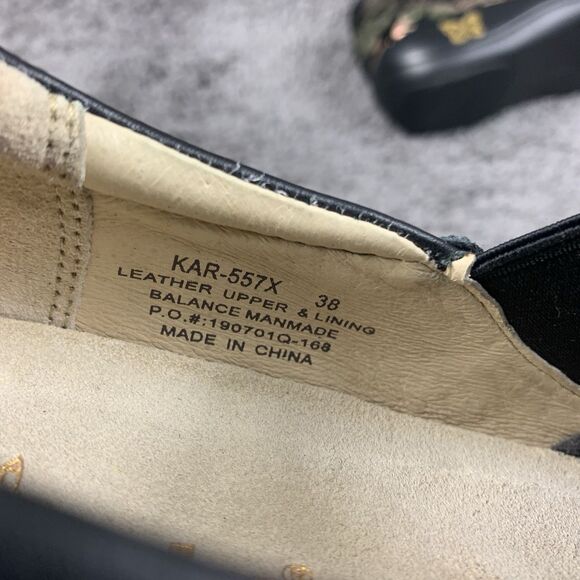 KAR-557X 38
LEATHER UPPER & LINING
BALANCE MANMADE
P.O.#:190701Q-168
MADE IN CHINA